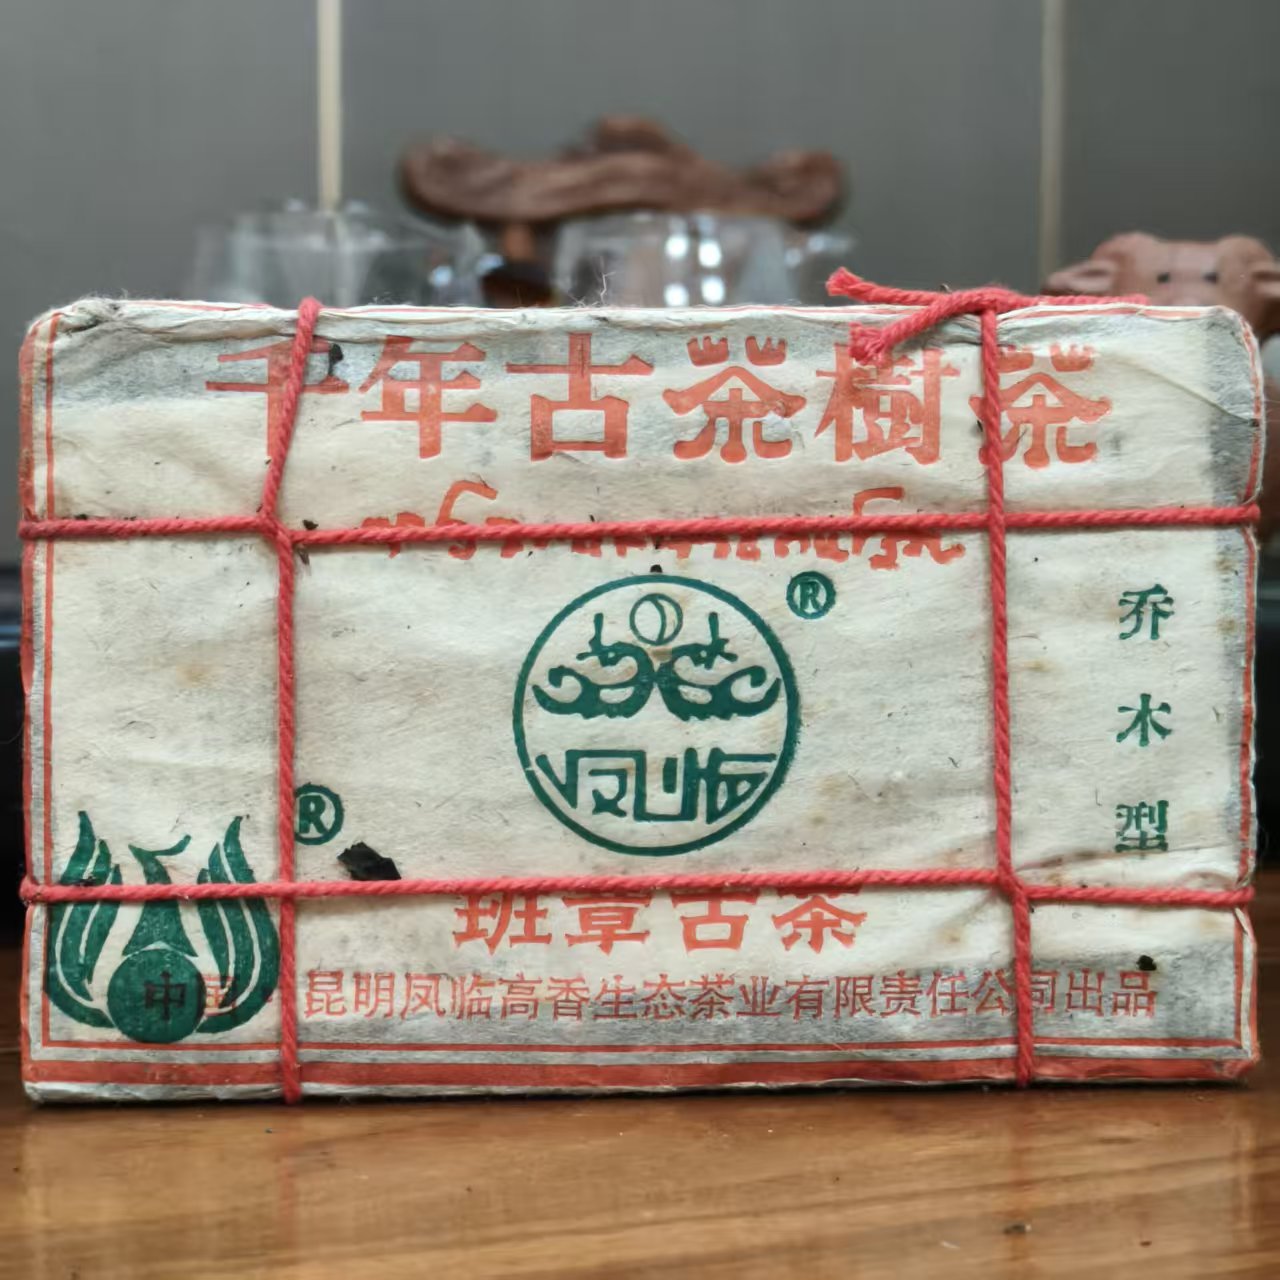 千年古茶樹茶
®
凤临
乔木型
®
班章古茶
中国·昆明凤临高香生态茶业有限责任公司出品